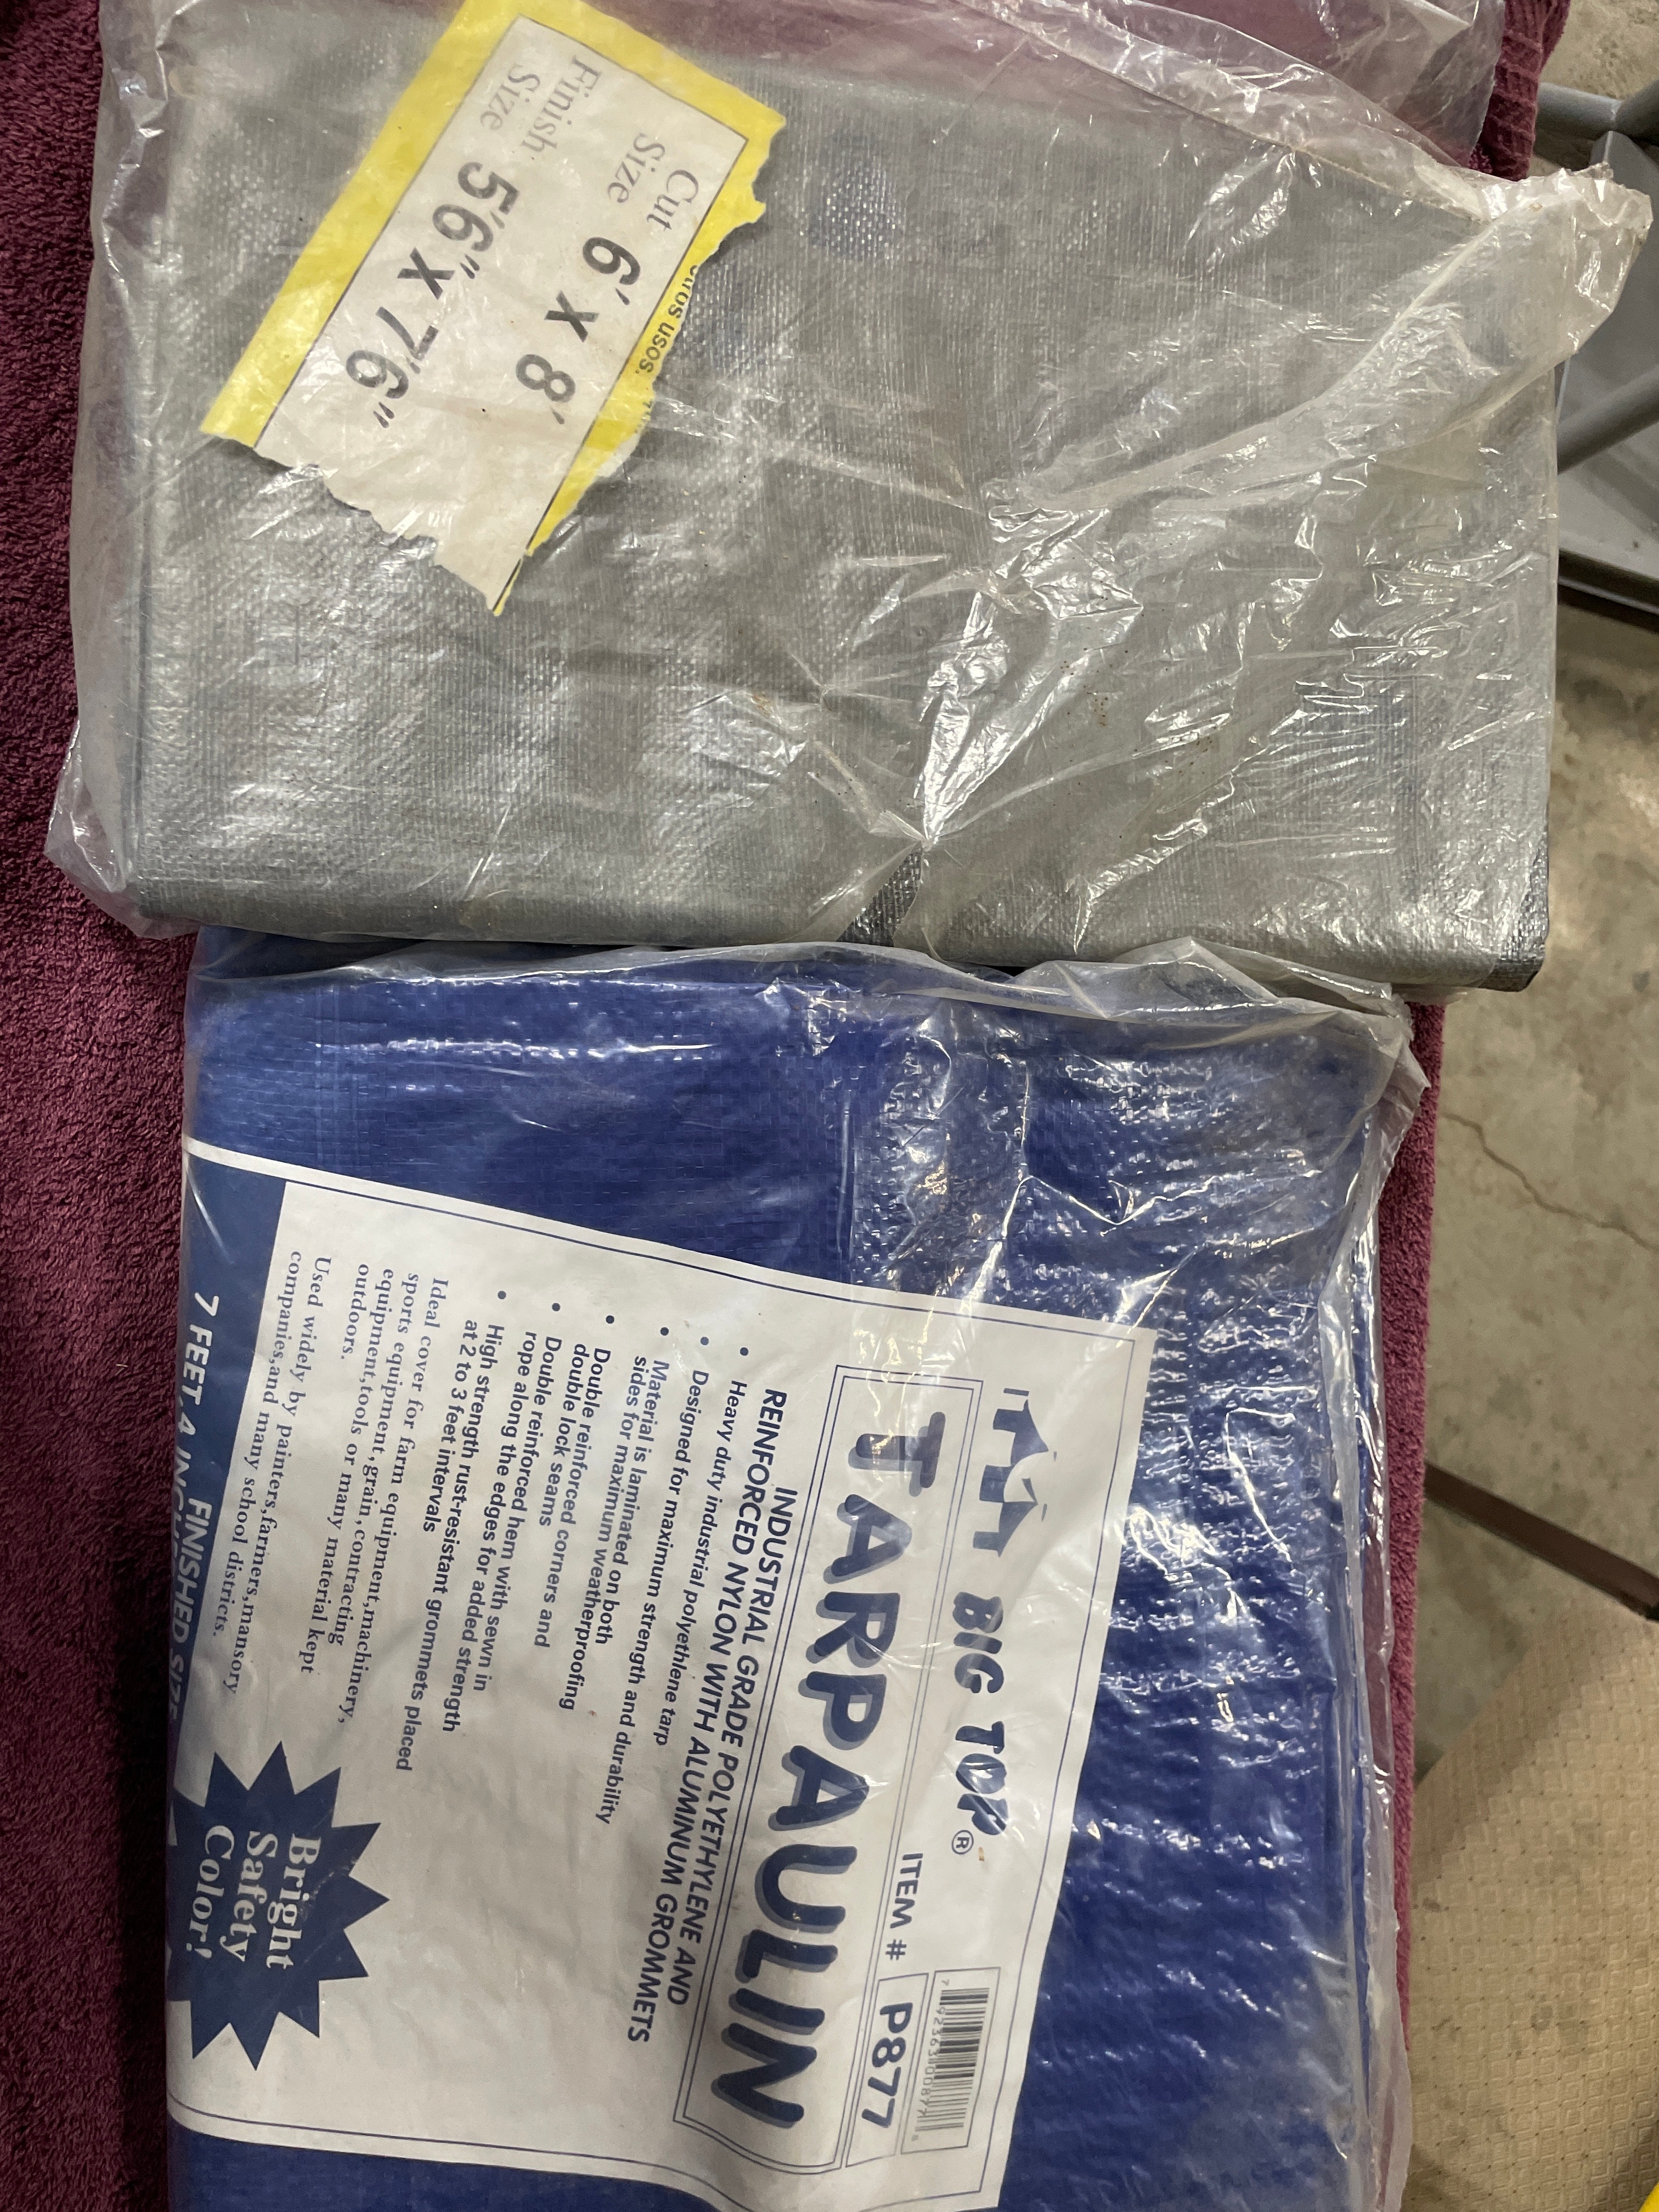 otros usos.
Cut
Size 6' x 8'
Finish
Size 5'6" x 7'6"
BIG TOP®
ITEM # P877
TARPAULIN
INDUSTRIAL GRADE POLYETHYLENE AND
REINFORCED NYLON WITH ALUMINUM GROMMETS
• Heavy duty industrial polyethlene tarp
• Designed for maximum strength and durability
• Material is laminated on both
sides for maximum weatherproofing
• Double reinforced corners and
double lock seams
• Double reinforced hem with sewn in
rope along the edges for added strength
• High strength rust-resistant grommets placed
at 2 to 3 feet intervals
Ideal cover for farm equipment,machinery,
sports equipment,grain,contracting
equipment,tools or many material kept
outdoors.
Used widely by painters,farmers,mansory
companies,and many school districts.
FINISHED SIZE
7 FEET
Bright
Safety
Color!